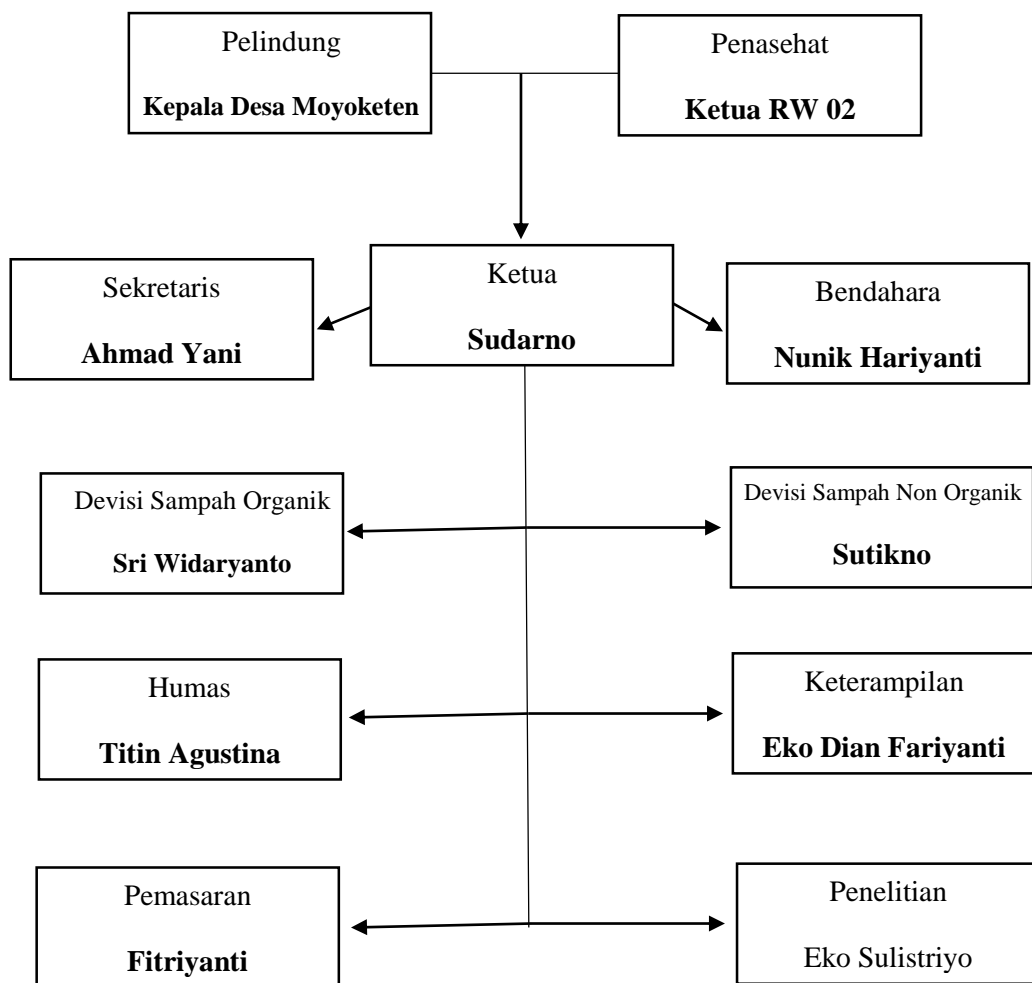 Pelindung
Kepala Desa Moyoketen
Penasehat
Ketua RW 02
Sekretaris
Ahmad Yani
Ketua
Sudarno
Bendahara
Nunik Hariyanti
Devisi Sampah Organik
Sri Widaryanto
Devisi Sampah Non Organik
Sutikno
Humas
Titin Agustina
Keterampilan
Eko Dian Fariyanti
Pemasaran
Fitriyanti
Penelitian
Eko Sulistriyo